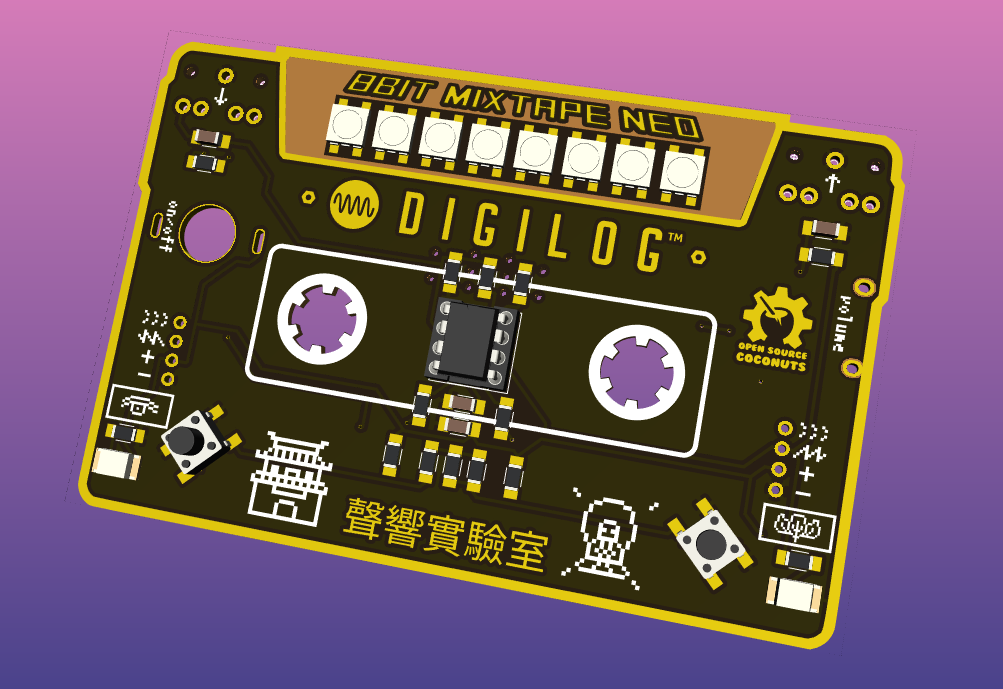 8BIT MIXTAPE NEO
DIGILOG™
on/off
volume
OPEN SOURCE
COCONUTS
+
-
+
-
聲響實驗室